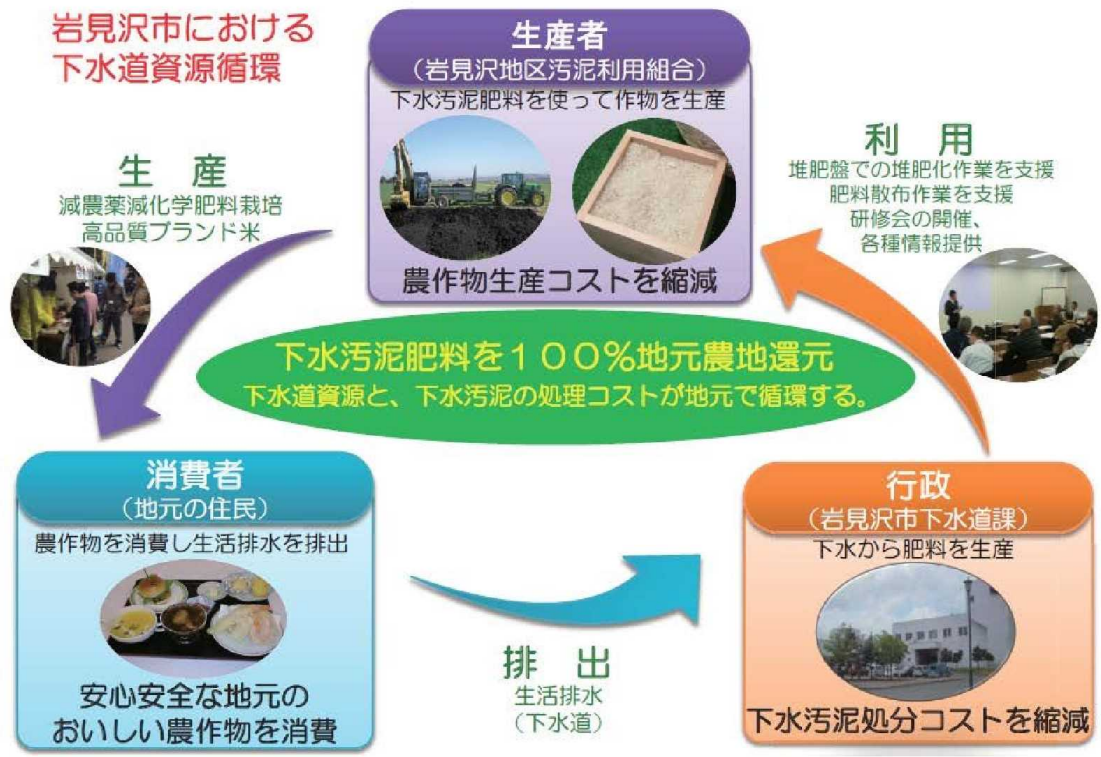 岩見沢市における
下水道資源循環
生産者
（岩見沢地区汚泥利用組合）
下水汚泥肥料を使って作物を生産
農作物生産コストを縮減
利　用
堆肥盤での堆肥化作業を支援
肥料散布作業を支援
研修会の開催、
各種情報提供
生　産
減農薬減化学肥料栽培
高品質ブランド米
下水汚泥肥料を１００％地元農地還元
下水道資源と、下水汚泥の処理コストが地元で循環する。
消費者
（地元の住民）
農作物を消費し生活排水を排出
安心安全な地元の
おいしい農作物を消費
排　出
生活排水
（下水道）
行政
（岩見沢市下水道課）
下水から肥料を生産
下水汚泥処分コストを縮減